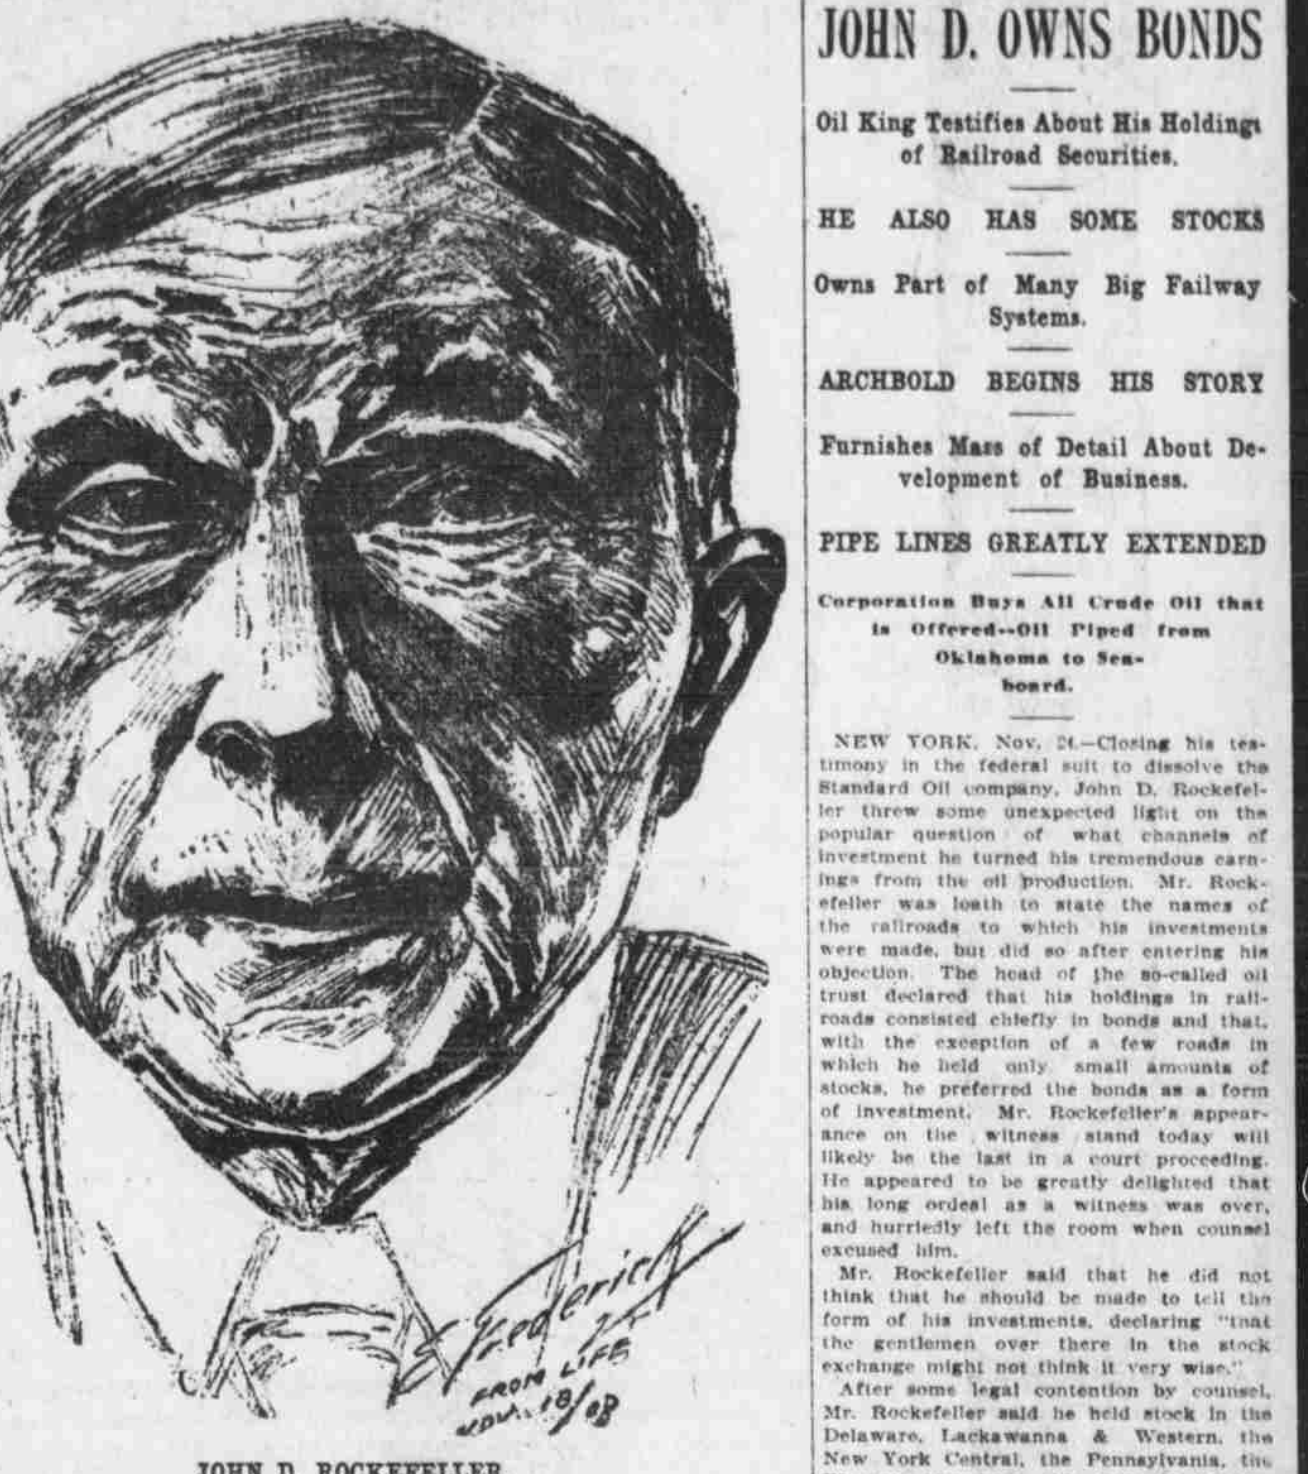 JOHN D. OWNS BONDS
Oil King Testifies About His Holdings
of Railroad Securities.
HE ALSO HAS SOME STOCKS
Owns Part of Many Big Failway
Systems.
ARCHBOLD BEGINS HIS STORY
Furnishes Mass of Detail About De-
velopment of Business.
PIPE LINES GREATLY EXTENDED
Corporation Buys All Crude Oil that
is Offered--Oil Piped from
Oklahoma to Sea-
board.
NEW YORK, Nov. —Closing his tes-
timony in the federal suit to dissolve the
Standard Oil company, John D. Rockefel-
ler threw some unexpected light on the
popular question of what channels of
investment he turned his tremendous earn-
ings from the oil production. Mr. Rock-
efeller was loath to state the names of
the railroads to which his investments
were made, but did so after entering his
objection. The head of the so-called oil
trust declared that his holdings in rail-
roads consisted chiefly in bonds and that,
with the exception of a few roads in
which he held only small amounts of
stocks, he preferred the bonds as a form
of investment. Mr. Rockefeller's appear-
ance on the witness stand today will
likely be the last in a court proceeding.
He appeared to be greatly delighted that
his long ordeal as a witness was over,
and hurriedly left the room when counsel
excused him.
Mr. Rockefeller said that he did not
think that he should be made to tell the
form of his investments, declaring "that
the gentlemen over there in the stock
exchange might not think it very wise."
After some legal contention by counsel,
Mr. Rockefeller said he held stock in the
Delaware, Lackawanna & Western, the
New York Central, the Pennsylvania, the
FROM LIFE
NOV. 18/08
JOHN D. ROCKEFELLER